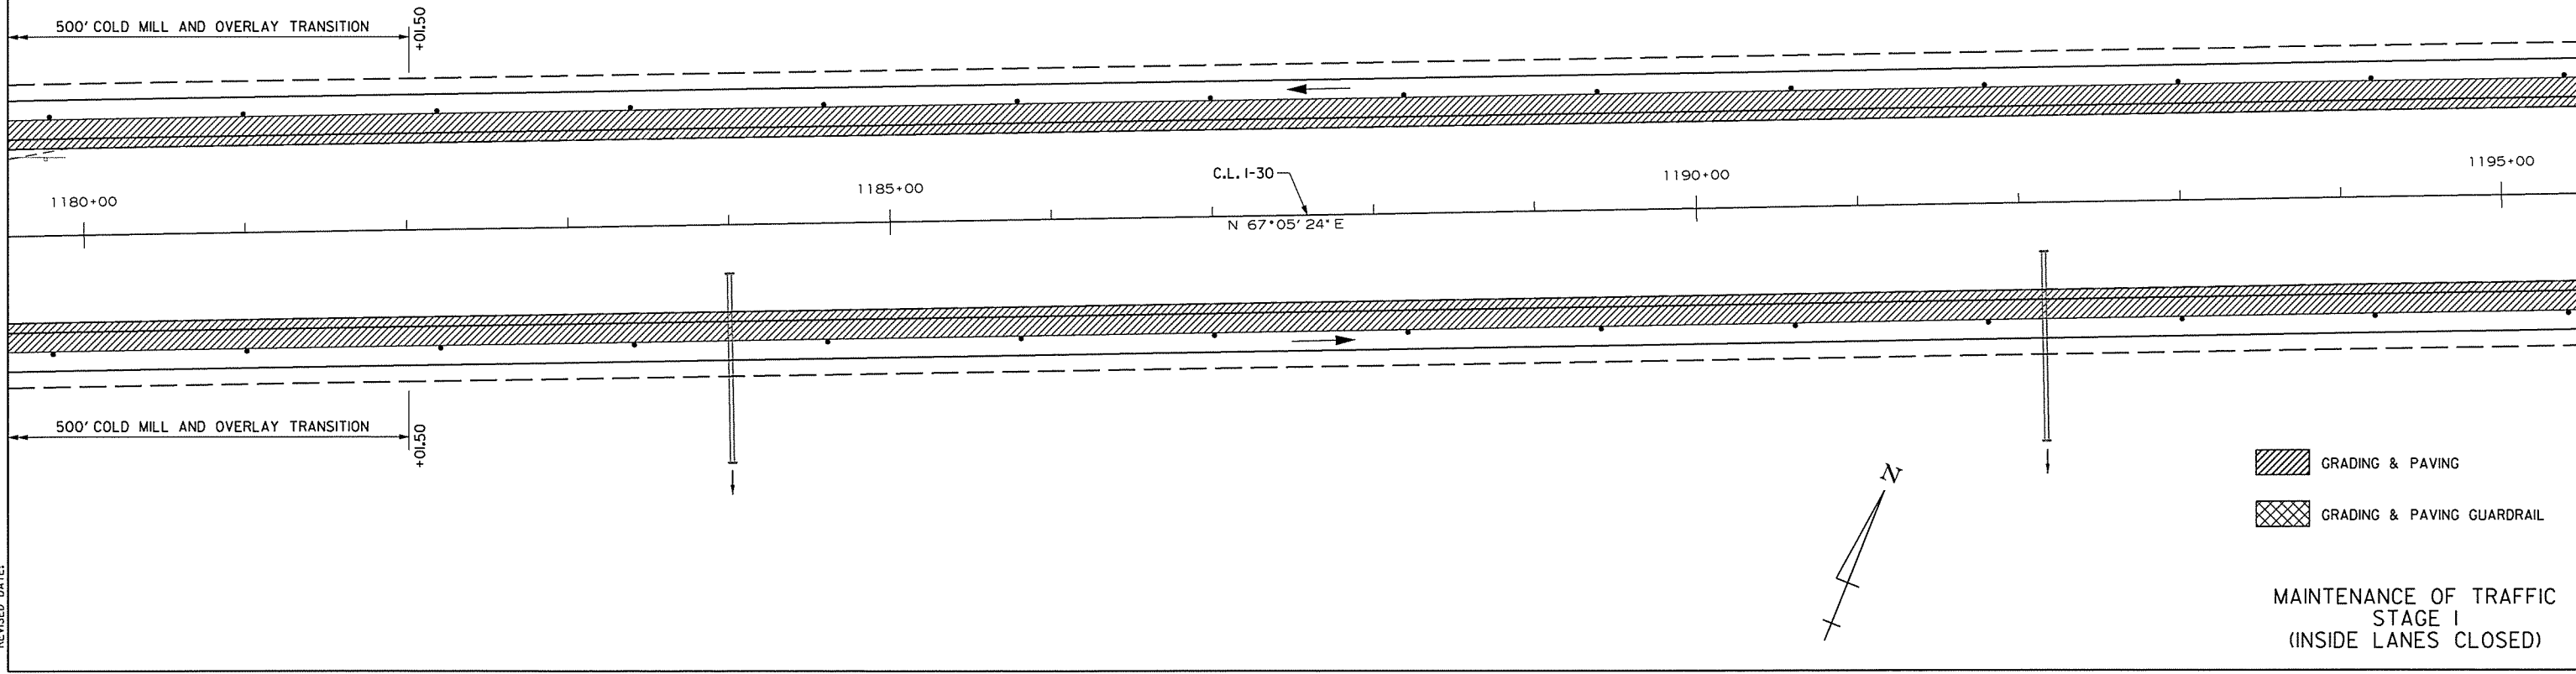 500' COLD MILL AND OVERLAY TRANSITION
+01.50
1195+00
C.L. I-30
1190+00
1185+00
1180+00
N 67°05'24" E
500' COLD MILL AND OVERLAY TRANSITION
+01.50
GRADING & PAVING
N
GRADING & PAVING GUARDRAIL
REVISED DATE:
MAINTENANCE OF TRAFFIC
STAGE I
(INSIDE LANES CLOSED)